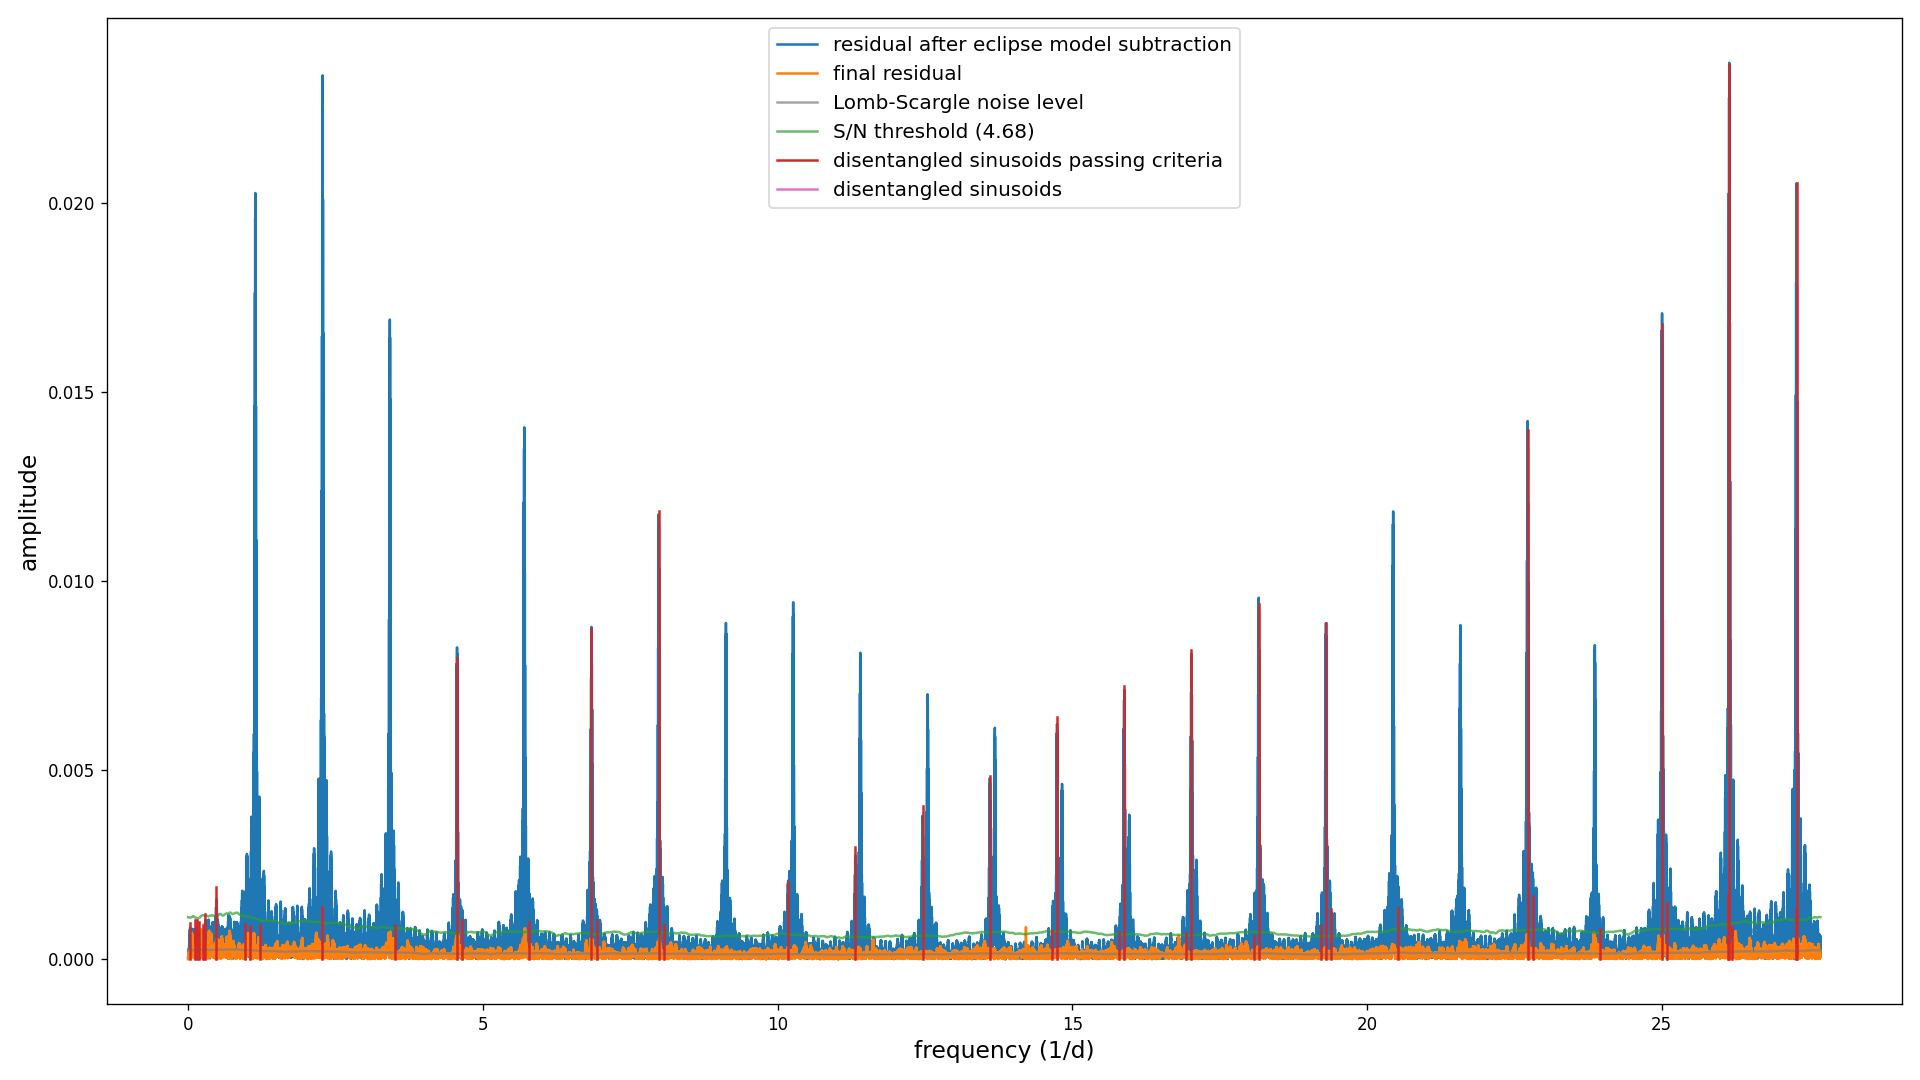 residual after eclipse model subtraction
final residual
Lomb-Scargle noise level
S/N threshold (4.68)
disentangled sinusoids passing criteria
disentangled sinusoids
amplitude
0.020
0.015
0.010
0.005
0.000
0 5 10 15 20 25
frequency (1/d)